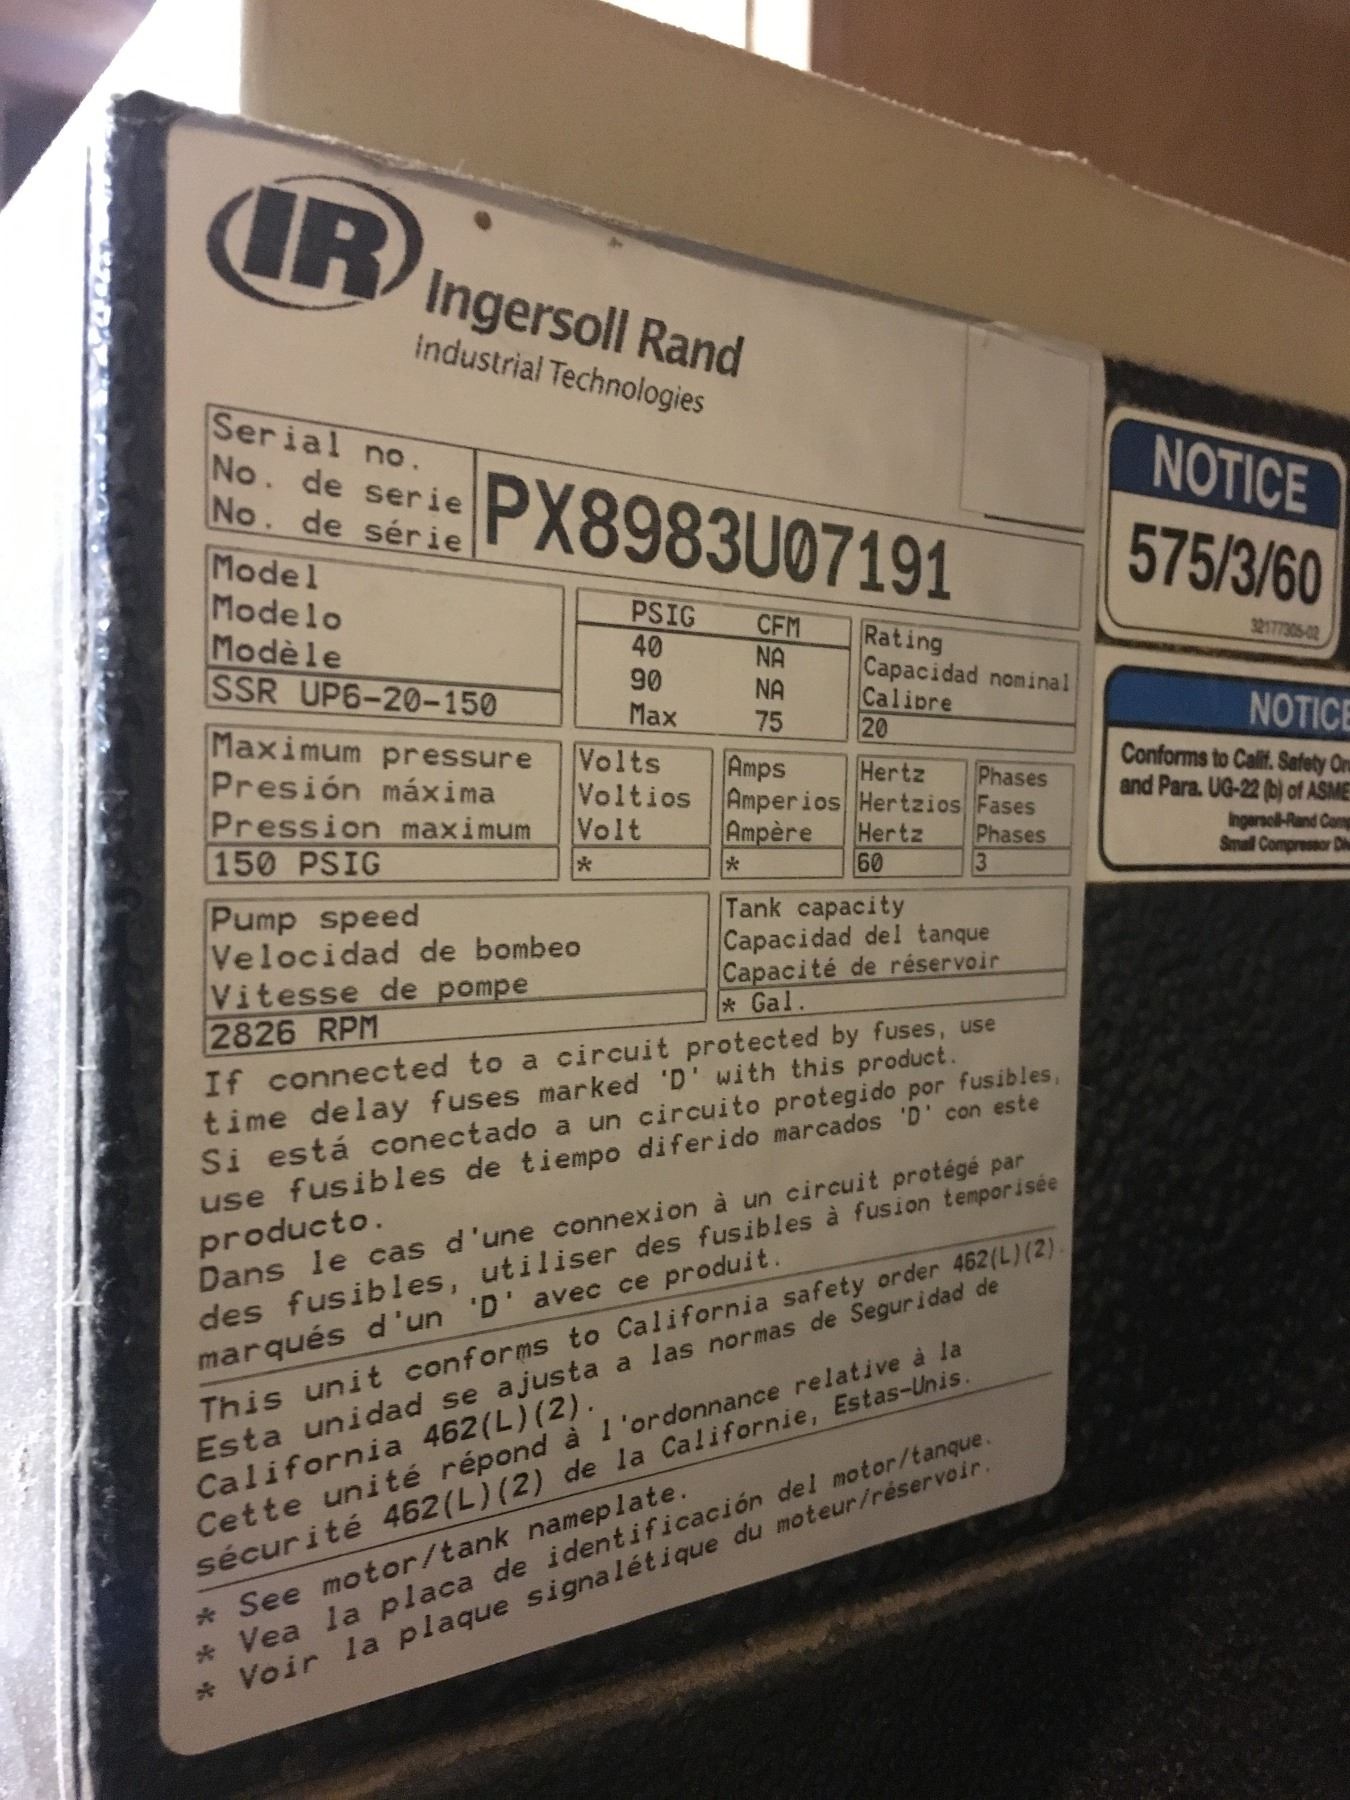 IR
Ingersoll Rand
Industrial Technologies
Serial no.
No. de serie
No. de série
PX8983U07191
Model
Modelo
Modèle
SSR UP6-20-150
PSIG CFM
40 NA
90 NA
Max 75
Rating
Capacidad nominal
Calibre
20
Maximum pressure
Presión máxima
Pression maximum
150 PSIG
Volts
Voltios
Volt
*
Amps
Amperios
Ampère
*
Hertz
Hertzios
Hertz
60
Phases
Fases
Phases
3
Pump speed
Velocidad de bombeo
Vitesse de pompe
2826 RPM
Tank capacity
Capacidad del tanque
Capacité de réservoir
* Gal.
If connected to a circuit protected by fuses, use
time delay fuses marked 'D' with this product.
Si está conectado a un circuito protegido por fusibles,
use fusibles de tiempo diferido marcados 'D' con este
producto.
Dans le cas d'une connexion à un circuit protégé par
des fusibles, utiliser des fusibles à fusion temporisée
marqués d'un 'D' avec ce produit.
This unit conforms to California safety order 462(L)(2).
Esta unidad se ajusta a las normas de Seguridad de
California 462(L)(2).
Cette unité répond à l'ordonnance relative à la
sécurité 462(L)(2) de la Californie, Estas-Unis.
* See motor/tank nameplate.
* Vea la placa de identificación del motor/tanque.
* Voir la plaque signalétique du moteur/réservoir.
NOTICE
575/3/60
32177305-02
NOTICE
Conforms to Calif. Safety Or
and Para. UG-22 (b) of ASME
Ingersoll-Rand Comp
Small Compressor Di